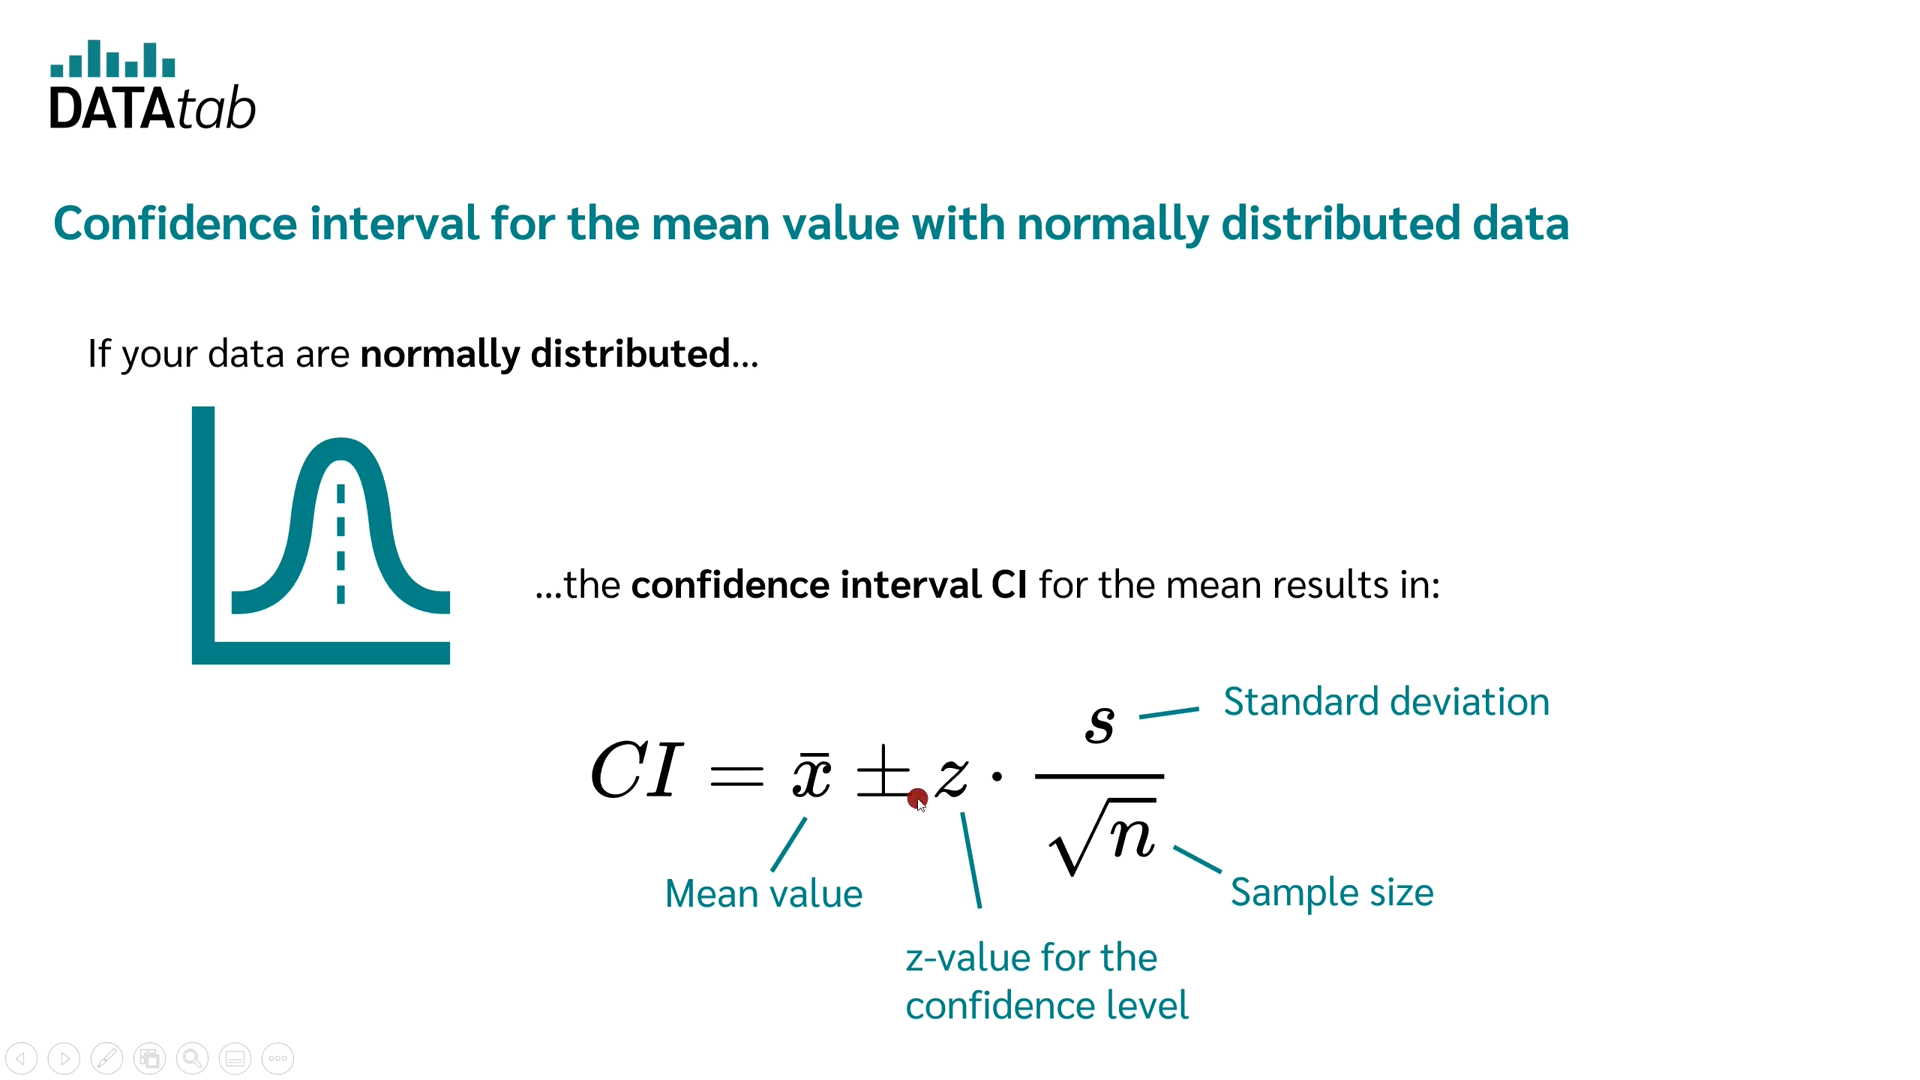 DATAtab
Confidence interval for the mean value with normally distributed data
If your data are normally distributed...
...the confidence interval CI for the mean results in:
CI = x̄ ± z · s / √n
Standard deviation
Mean value
Sample size
z-value for the
confidence level